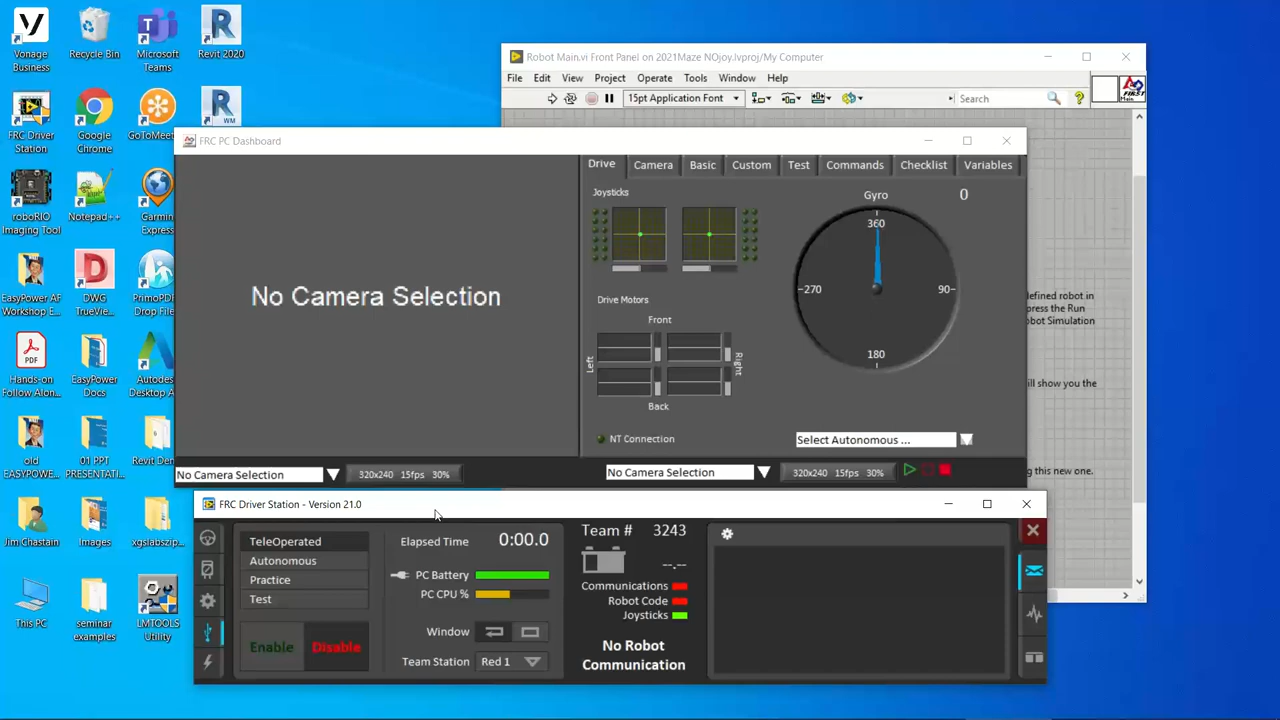 Vonage
Business
Recycle Bin
Microsoft
Teams
Revit 2020
FRC Driver
Station
Google
Chrome
GoToMeet...
roboRIO
Imaging Tool
Notepad++
Garmin
Express
EasyPower AF
Workshop E...
DWG
TrueView...
PrimoPDF
Drop File
Hands-on
Follow Alon...
EasyPower
Docs
Autodes
Desktop A
old
EASYPOWE...
01 PPT
PRESENTATI...
Revit De
Jim Chastain
Images
xgslabszip...
This PC
seminar
examples
LMTOOLS
Utility
Robot Main.vi Front Panel on 2021Maze NOjoy.lvproj/My Computer
File Edit View Project Operate Tools Window Help
15pt Application Font
Search
defined robot in
press the Run
obot Simulation
ill show you the
g this new one.
FRC PC Dashboard
No Camera Selection
Drive Camera Basic Custom Test Commands Checklist Variables
Joysticks
Gyro 0
360
-270 90-
180
Drive Motors
Front
Left
Right
Back
NT Connection
Select Autonomous ...
No Camera Selection 320x240 15fps 30%
No Camera Selection 320x240 15fps 30%
FRC Driver Station - Version 21.0
TeleOperated
Autonomous
Practice
Test
Enable Disable
Elapsed Time 0:00.0
PC Battery
PC CPU %
Window
Team Station Red 1
Team # 3243
--.--
Communications
Robot Code
Joysticks
No Robot
Communication